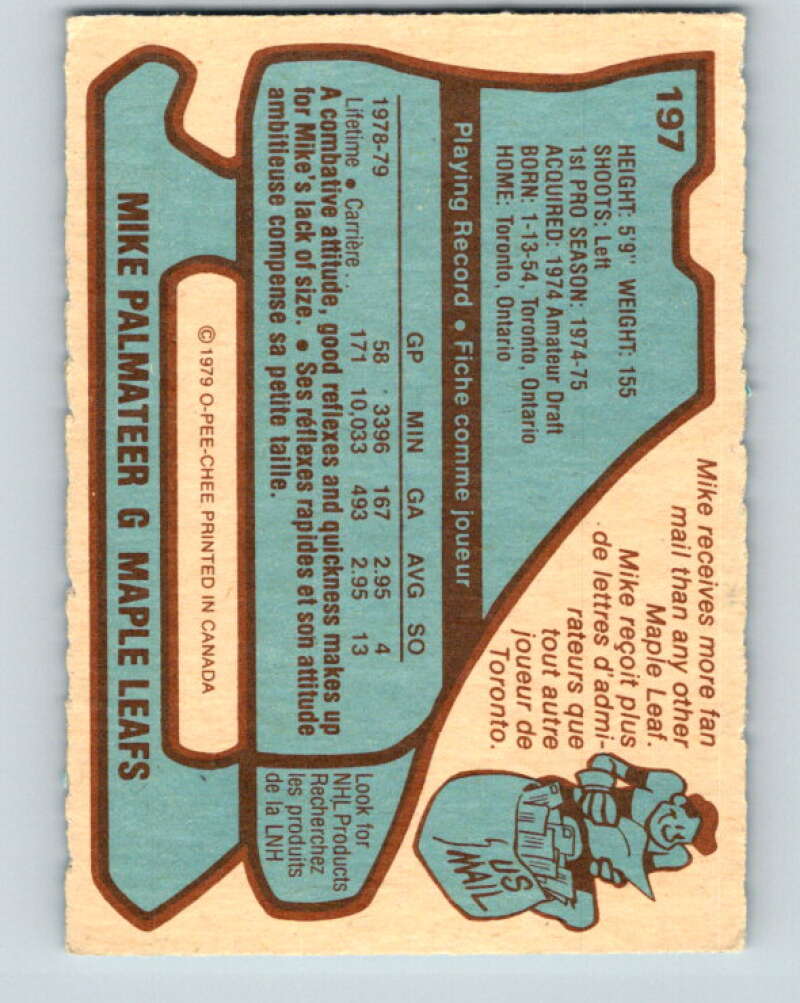 197
HEIGHT: 5'9" WEIGHT: 155
SHOOTS: Left
1st PRO SEASON: 1974-75
ACQUIRED: 1974 Amateur Draft
BORN: 1-13-54, Toronto, Ontario
HOME: Toronto, Ontario
Mike receives more fan
mail than any other
Maple Leaf.
Mike reçoit plus
de lettres d'admi-
rateurs que
tout autre
joueur de
Toronto.
US
MAIL
Playing Record • Fiche comme joueur
GP MIN GA AVG SO
1978-79 58 3396 167 2.95 4
Lifetime • Carrière . . 171 10,033 493 2.95 13
A combative attitude, good reflexes and quickness makes up
for Mike's lack of size. • Ses réflexes rapides et son attitude
ambitieuse compense sa petite taille.
Look for
NHL Products
Recherchez
les produits
de la LNH
© 1979 O-PEE-CHEE PRINTED IN CANADA
MIKE PALMATEER G MAPLE LEAFS